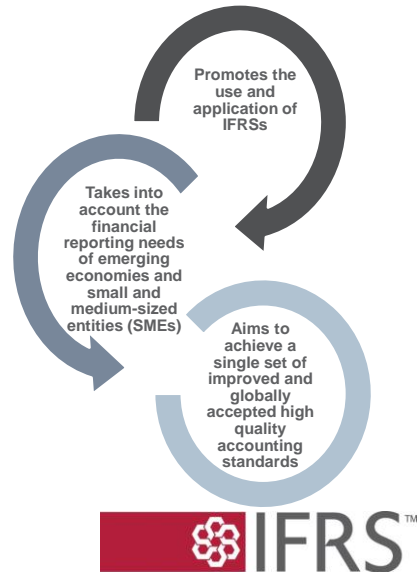 Promotes the
use and
application of
IFRSs
Takes into
account the
financial
reporting needs
of emerging
economies and
small and
medium-sized
entities (SMEs)
Aims to
achieve a
single set of
improved and
globally
accepted high
quality
accounting
standards
IFRS™